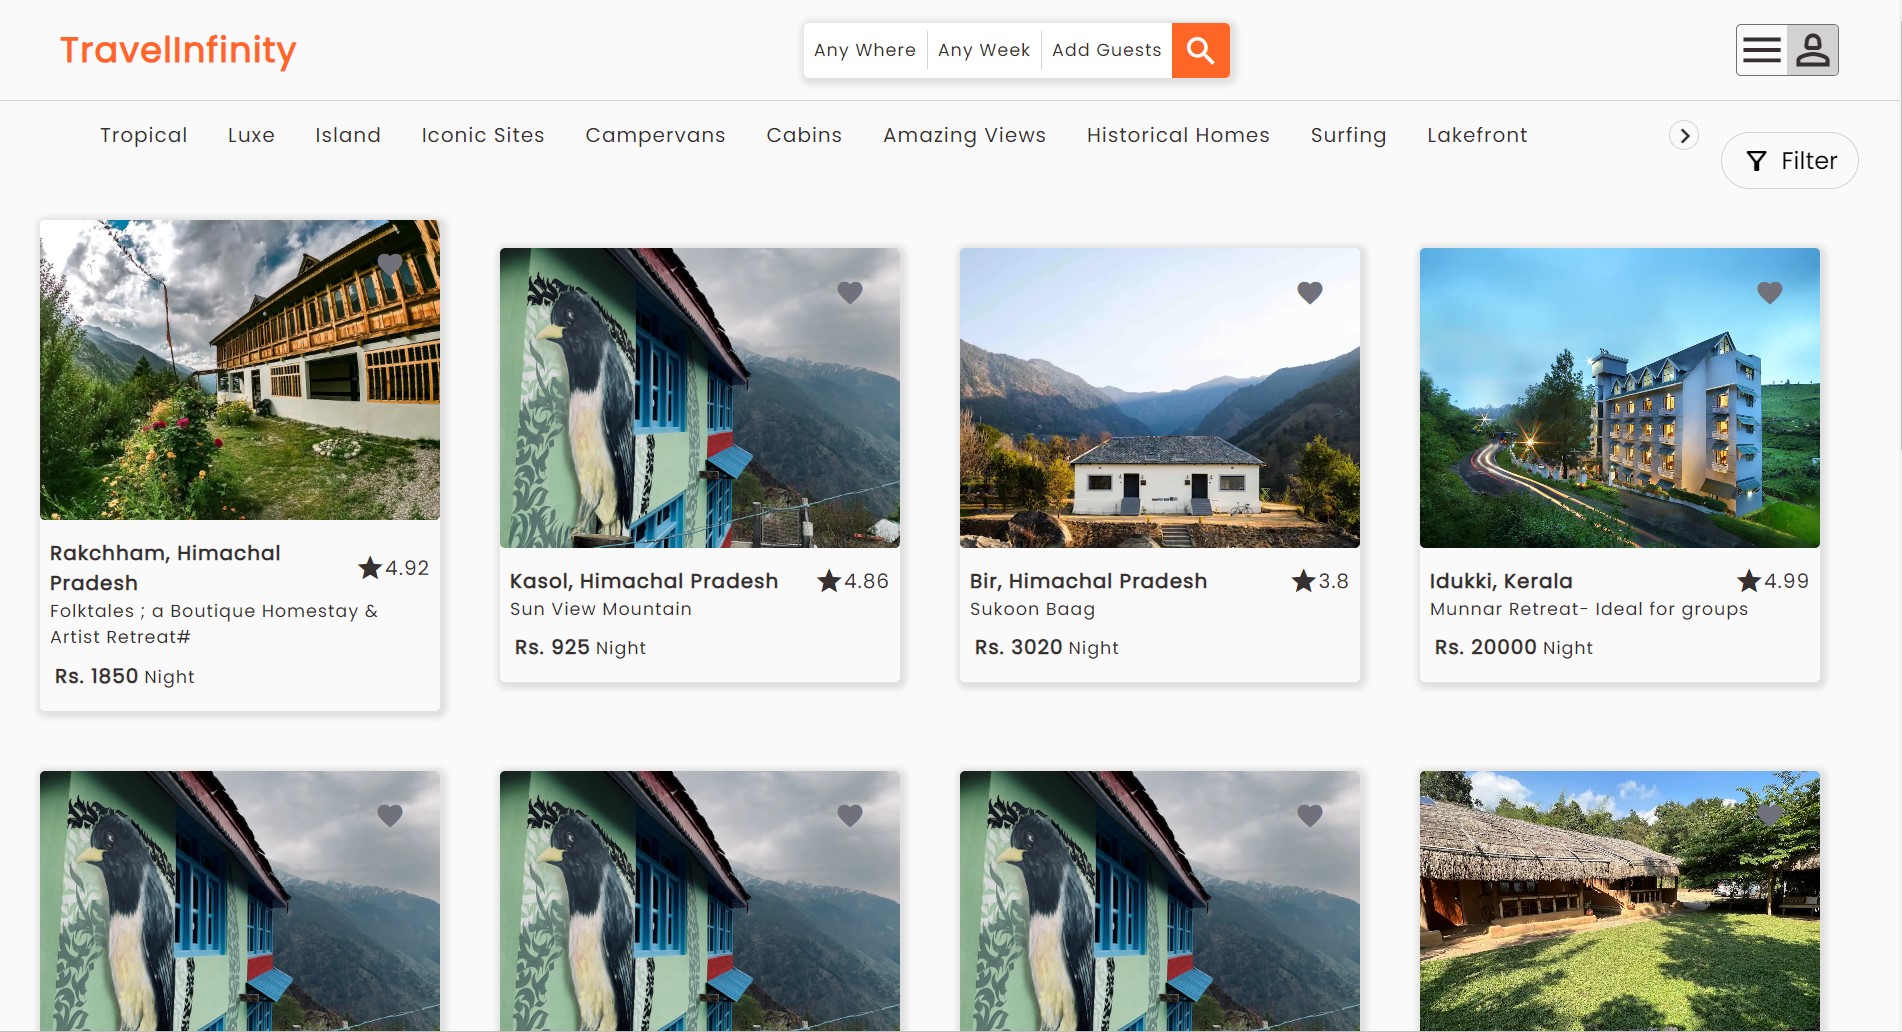 TravelInfinity
Any Where
Any Week
Add Guests
Tropical
Luxe
Island
Iconic Sites
Campervans
Cabins
Amazing Views
Historical Homes
Surfing
Lakefront
Filter
Rakchham, Himachal
Pradesh
4.92
Folktales ; a Boutique Homestay &
Artist Retreat#
Rs. 1850 Night
Kasol, Himachal Pradesh
4.86
Sun View Mountain
Rs. 925 Night
Bir, Himachal Pradesh
3.8
Sukoon Baag
Rs. 3020 Night
Idukki, Kerala
4.99
Munnar Retreat- Ideal for groups
Rs. 20000 Night